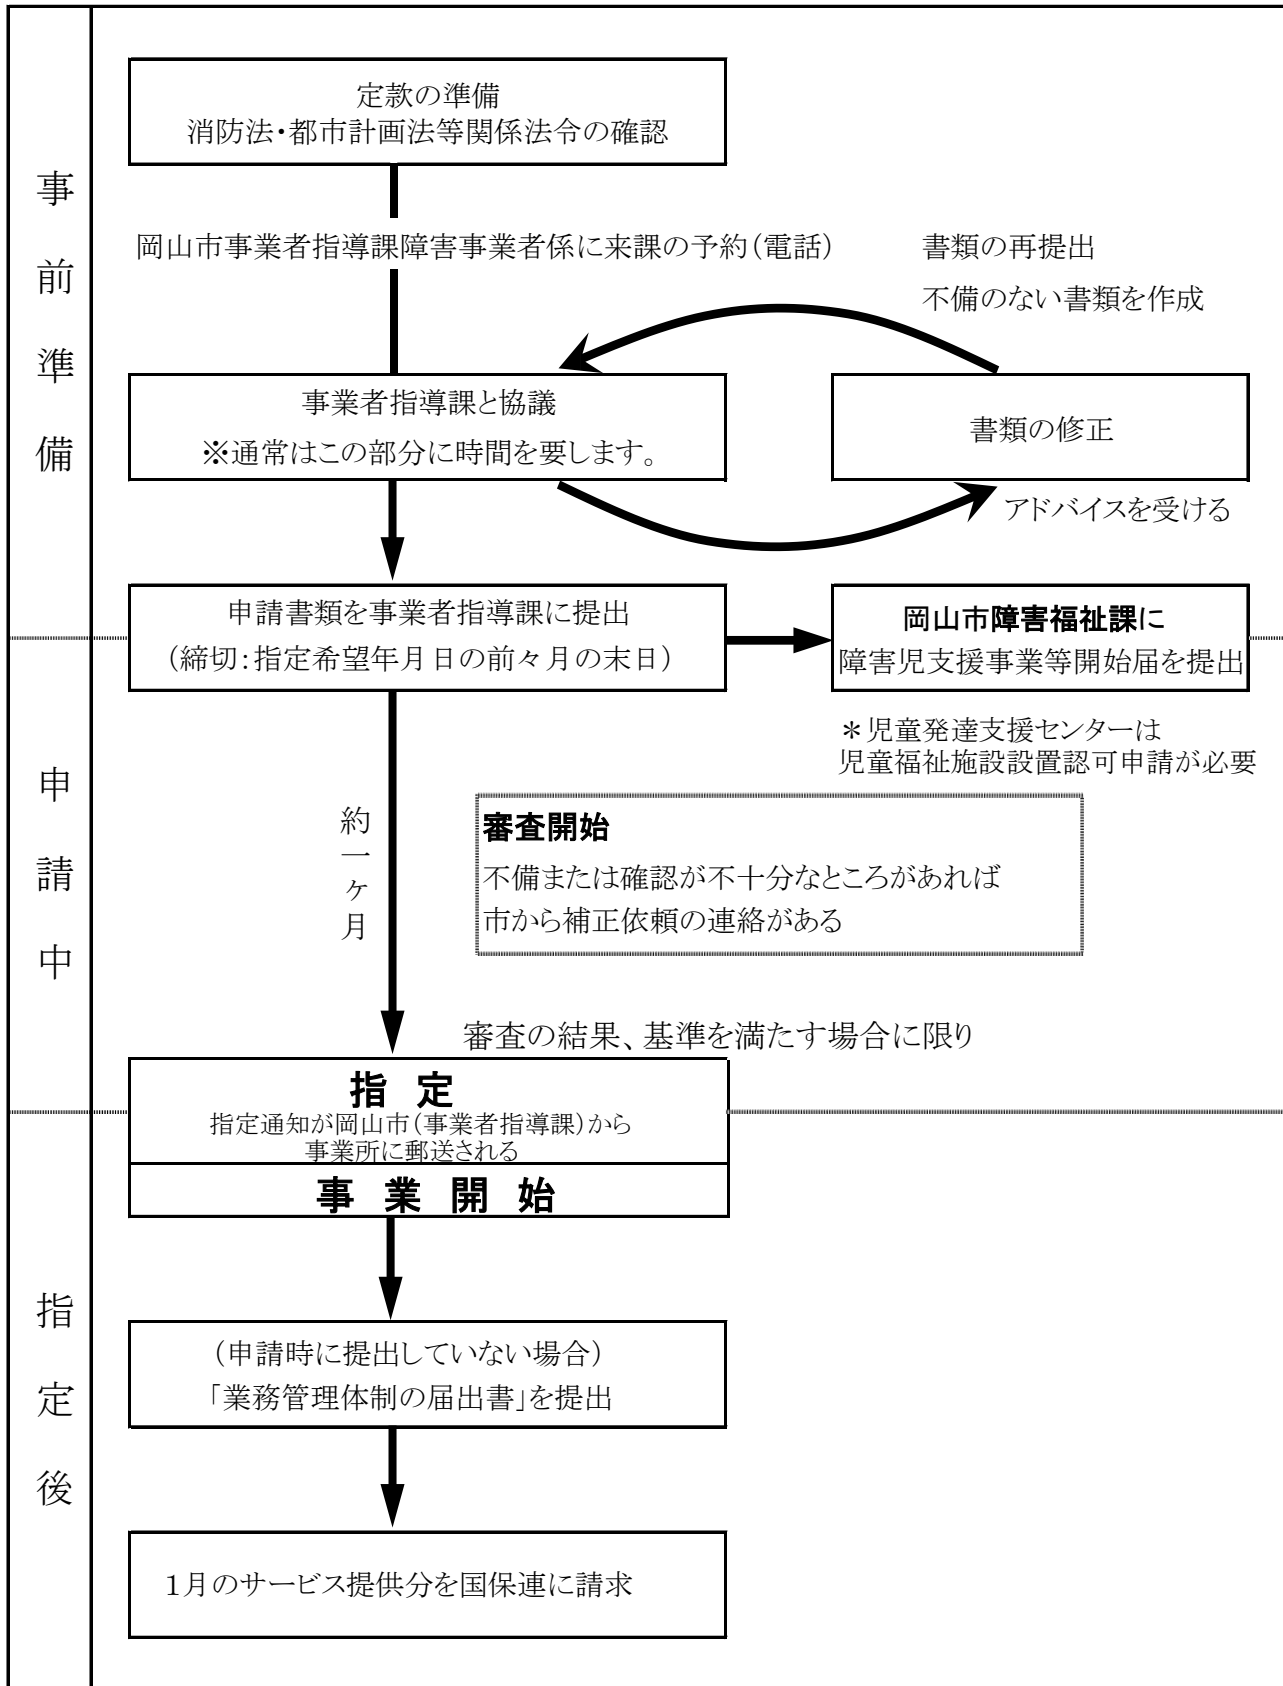 事前準備
定款の準備
消防法・都市計画法等関係法令の確認
岡山市事業者指導課障害事業者係に来課の予約(電話)
書類の再提出
不備のない書類を作成
事業者指導課と協議
※通常はこの部分に時間を要します。
書類の修正
アドバイスを受ける
申請書類を事業者指導課に提出
(締切:指定希望年月日の前々月の末日)
岡山市障害福祉課に
障害児支援事業等開始届を提出
＊児童発達支援センターは
児童福祉施設設置認可申請が必要
申請中
約一ヶ月
審査開始
不備または確認が不十分なところがあれば
市から補正依頼の連絡がある
審査の結果、基準を満たす場合に限り
指 定
指定通知が岡山市(事業者指導課)から
事業所に郵送される
事 業 開 始
指定後
(申請時に提出していない場合)
「業務管理体制の届出書」を提出
1月のサービス提供分を国保連に請求